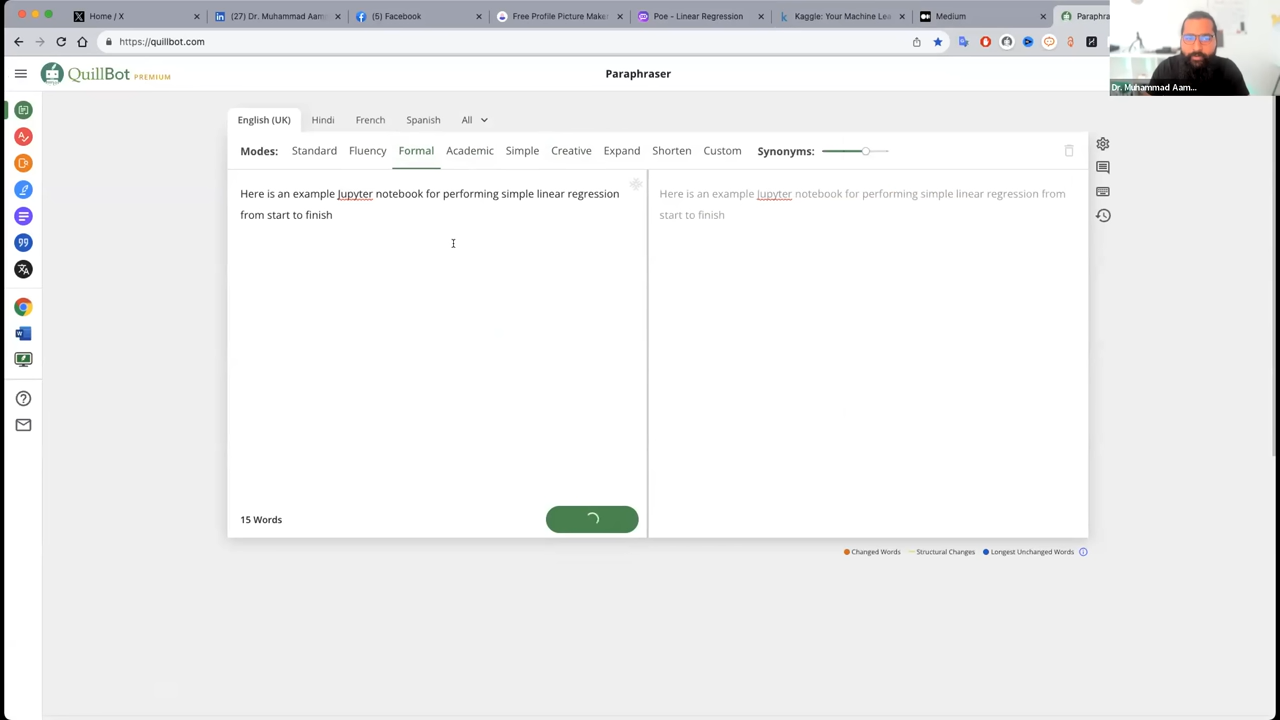 Home / X
(27) Dr. Muhammad Aam
(5) Facebook
Free Profile Picture Make
Poe - Linear Regression
Kaggle: Your Machine Lea
Medium
Paraphra
https://quillbot.com
QuillBot PREMIUM
Paraphraser
Dr. Muhammad Aam...
English (UK)
Hindi
French
Spanish
All
Modes:
Standard
Fluency
Formal
Academic
Simple
Creative
Expand
Shorten
Custom
Synonyms:
Here is an example Jupyter notebook for performing simple linear regression
from start to finish
Here is an example Jupyter notebook for performing simple linear regression from
start to finish
15 Words
Changed Words
Structural Changes
Longest Unchanged Words